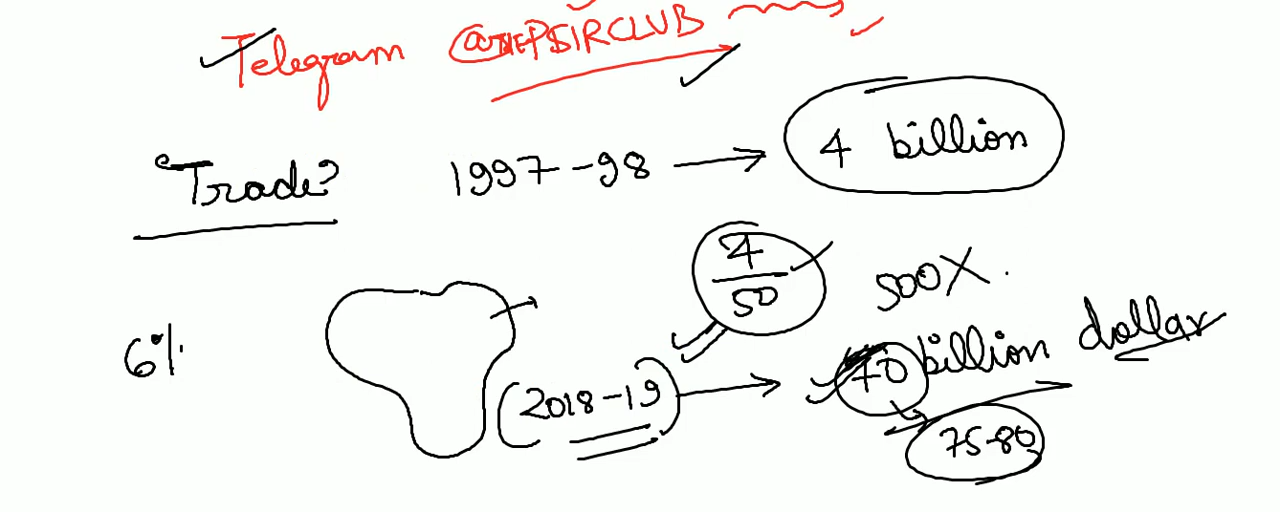 Telegram @THEPSIRCLUB
Trade? 1997-98 → 4 billion
4/50 500X.
6% (2018-19) → 70 billion dollar
75-80